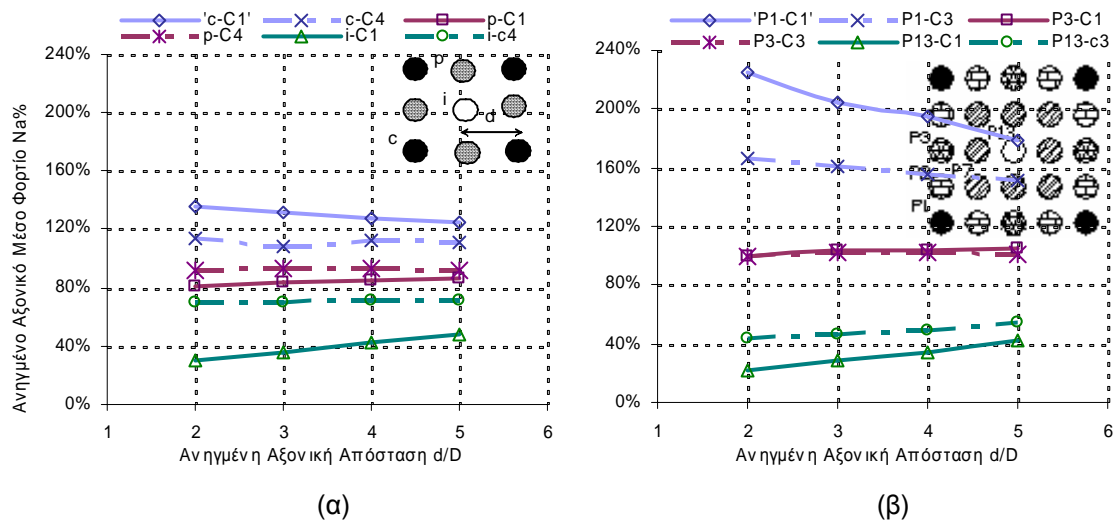 'c-C1' c-C4 p-C1
p-C4 i-C1 i-c4
Ανηγμένο Αξονικό Μέσο Φορτίο Na%
240%
200%
160%
120%
80%
40%
0%
1 2 3 4 5 6
Ανηγμένη Αξονική Απόσταση d/D
p
i
d
c
(α)
'P1-C1' P1-C3 P3-C1
P3-C3 P13-C1 P13-c3
240%
200%
160%
120%
80%
40%
0%
1 2 3 4 5 6
Ανηγμένη Αξονική Απόσταση d/D
P13
P3
P7
P1
(β)